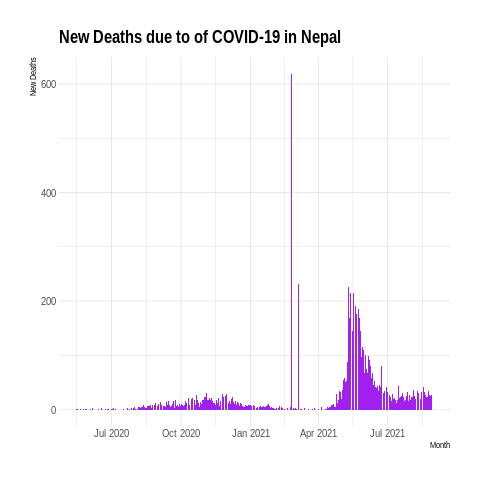 New Deaths due to of COVID-19 in Nepal
New Deaths
600
400
200
0
Jul 2020 Oct 2020 Jan 2021 Apr 2021 Jul 2021
Month